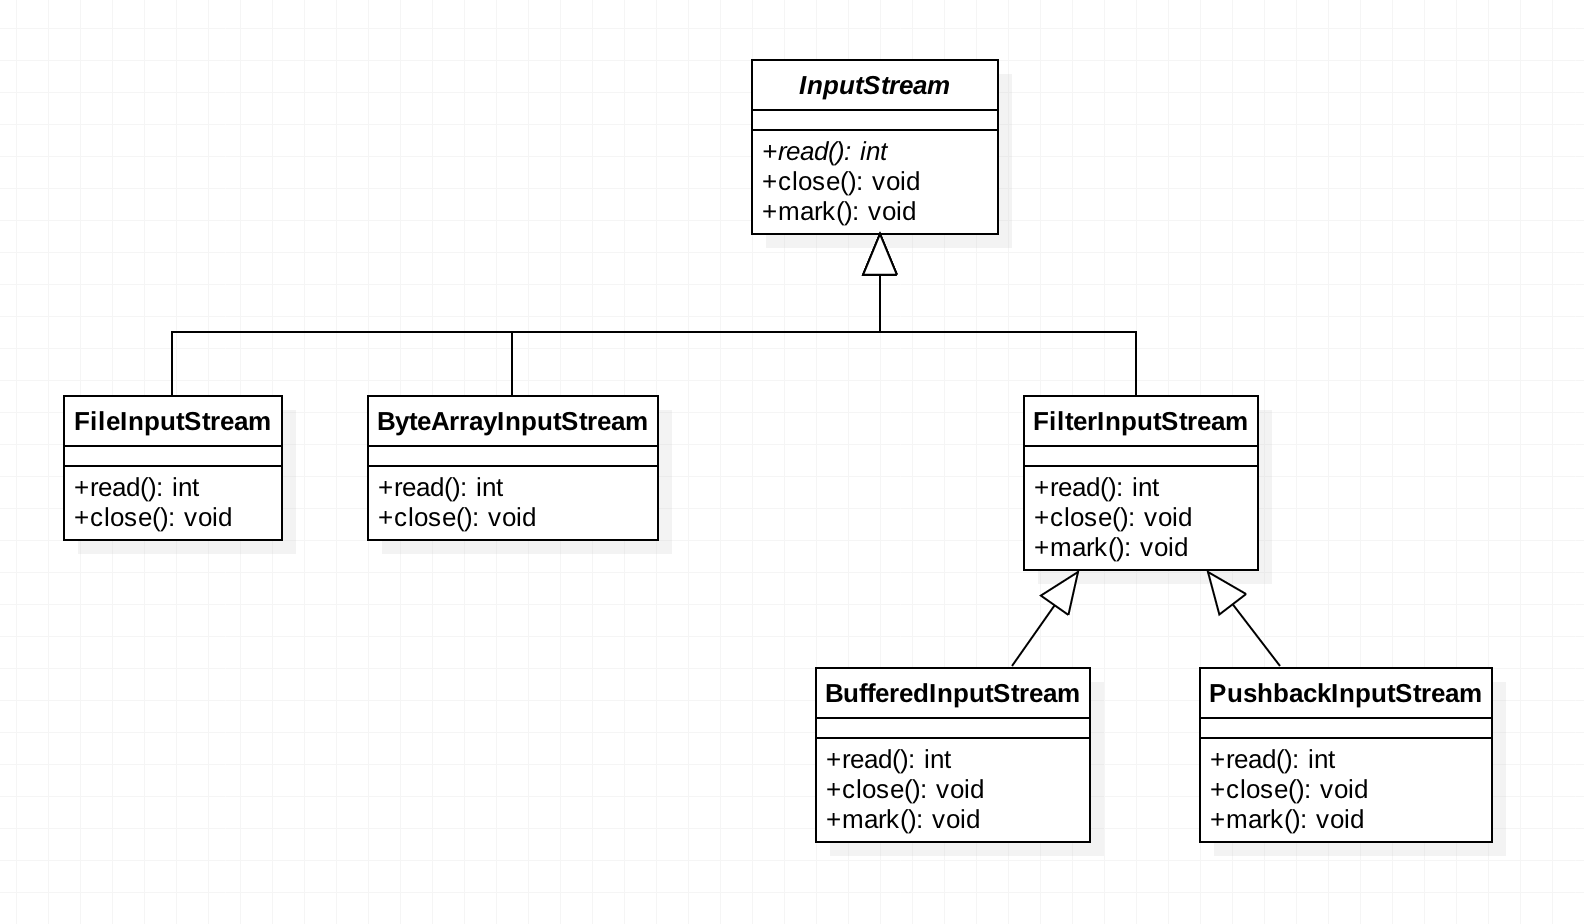 InputStream
+read(): int
+close(): void
+mark(): void
FileInputStream
+read(): int
+close(): void
ByteArrayInputStream
+read(): int
+close(): void
FilterInputStream
+read(): int
+close(): void
+mark(): void
BufferedInputStream
+read(): int
+close(): void
+mark(): void
PushbackInputStream
+read(): int
+close(): void
+mark(): void